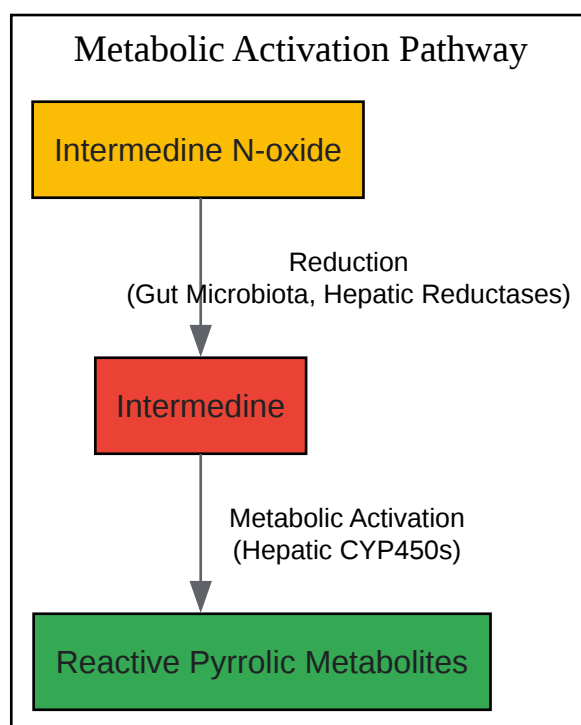 Metabolic Activation Pathway
Intermedine N-oxide
Reduction
(Gut Microbiota, Hepatic Reductases)
Intermedine
Metabolic Activation
(Hepatic CYP450s)
Reactive Pyrrolic Metabolites